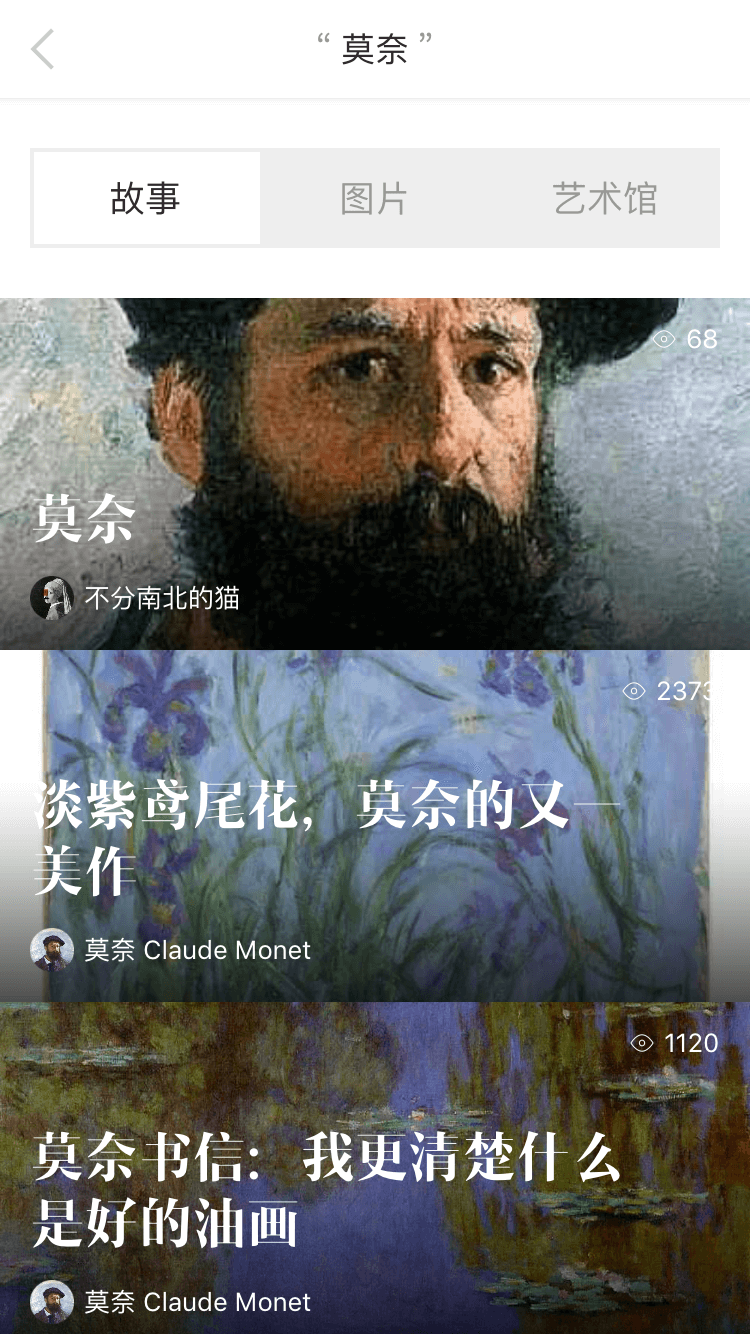 “ 莫奈 ”
故事
图片
艺术馆
68
莫奈
不分南北的猫
2373
淡紫鸢尾花，莫奈的又一
美作
莫奈 Claude Monet
1120
莫奈书信：我更清楚什么
是好的油画
莫奈 Claude Monet